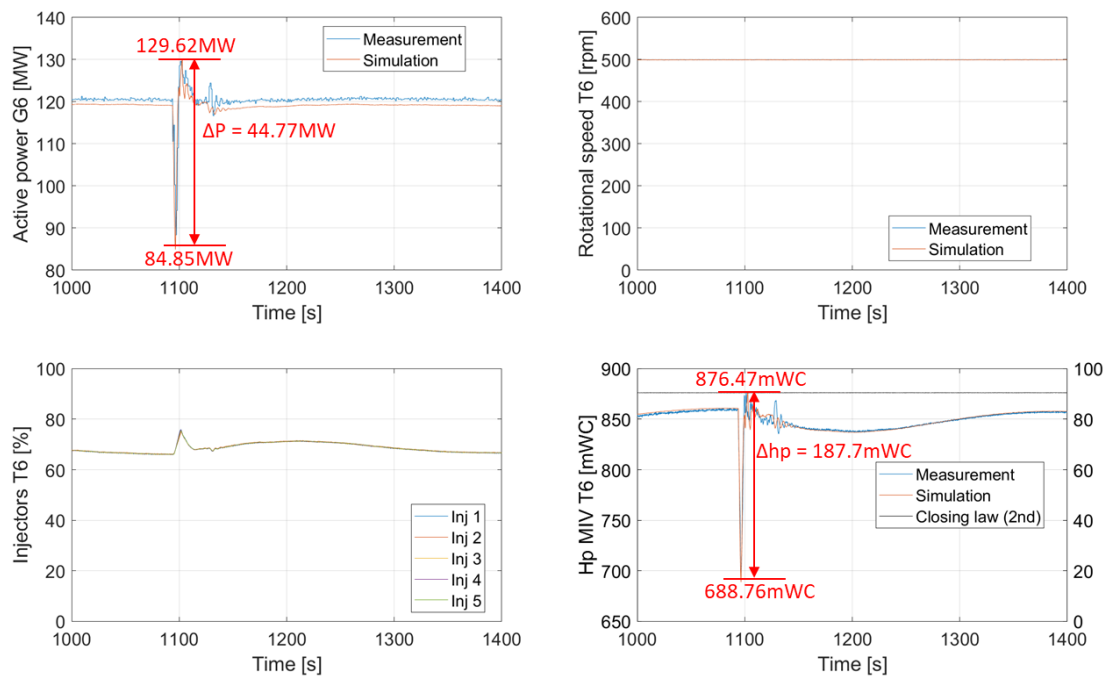 Active power G6 [MW]
140
130
120
110
100
90
80
129.62MW
ΔP = 44.77MW
84.85MW
Measurement
Simulation
1000
1100
1200
1300
1400
Time [s]
Rotational speed T6 [rpm]
600
500
400
300
200
100
0
Measurement
Simulation
1000
1100
1200
1300
1400
Time [s]
Injectors T6 [%]
100
80
60
40
20
0
Inj 1
Inj 2
Inj 3
Inj 4
Inj 5
1000
1100
1200
1300
1400
Time [s]
Hp MIV T6 [mWC]
900
850
800
750
700
650
876.47mWC
Δhp = 187.7mWC
688.76mWC
Measurement
Simulation
Closing law (2nd)
100
80
60
40
20
0
1000
1100
1200
1300
1400
Time [s]